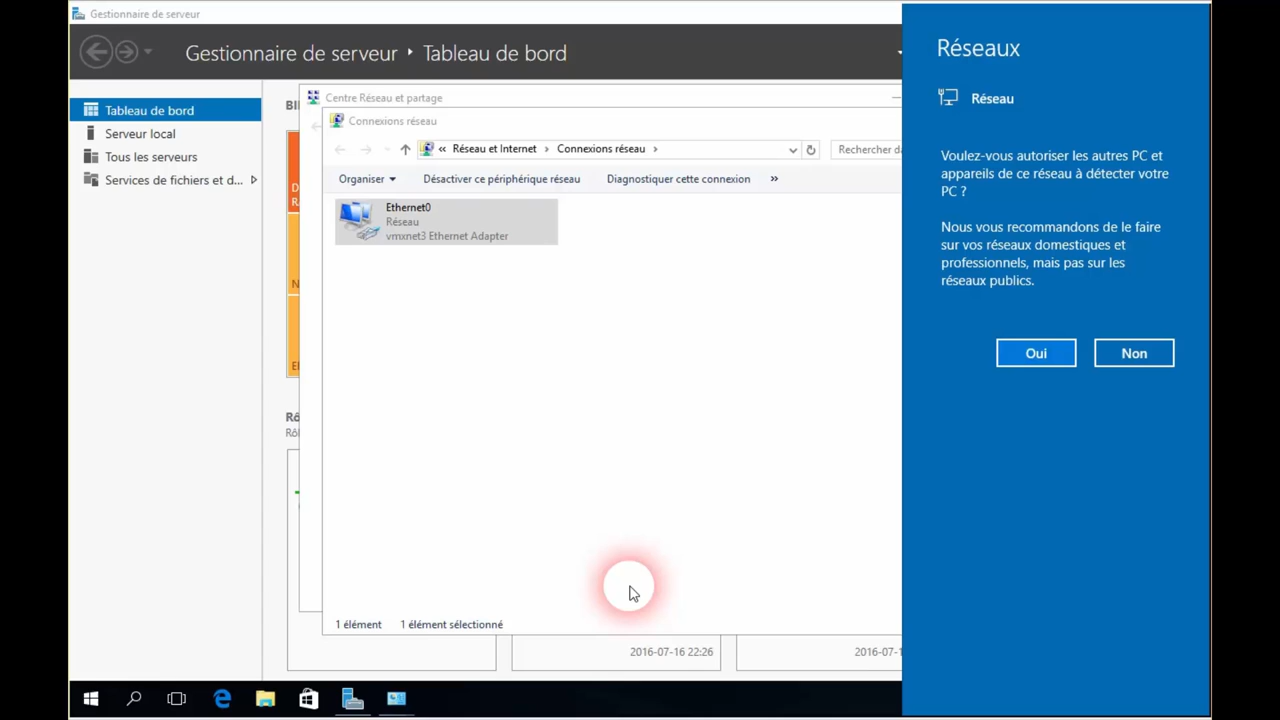 Gestionnaire de serveur
Gestionnaire de serveur • Tableau de bord
Tableau de bord
Serveur local
Tous les serveurs
Services de fichiers et d...
Centre Réseau et partage
Connexions réseau
« Réseau et Internet › Connexions réseau ›
Rechercher da
Organiser
Désactiver ce périphérique réseau
Diagnostiquer cette connexion
»
Ethernet0
Réseau
vmxnet3 Ethernet Adapter
1 élément
1 élément sélectionné
2016-07-16 22:26
2016-07-1
Réseaux
Réseau
Voulez-vous autoriser les autres PC et
appareils de ce réseau à détecter votre
PC ?
Nous vous recommandons de le faire
sur vos réseaux domestiques et
professionnels, mais pas sur les
réseaux publics.
Oui
Non